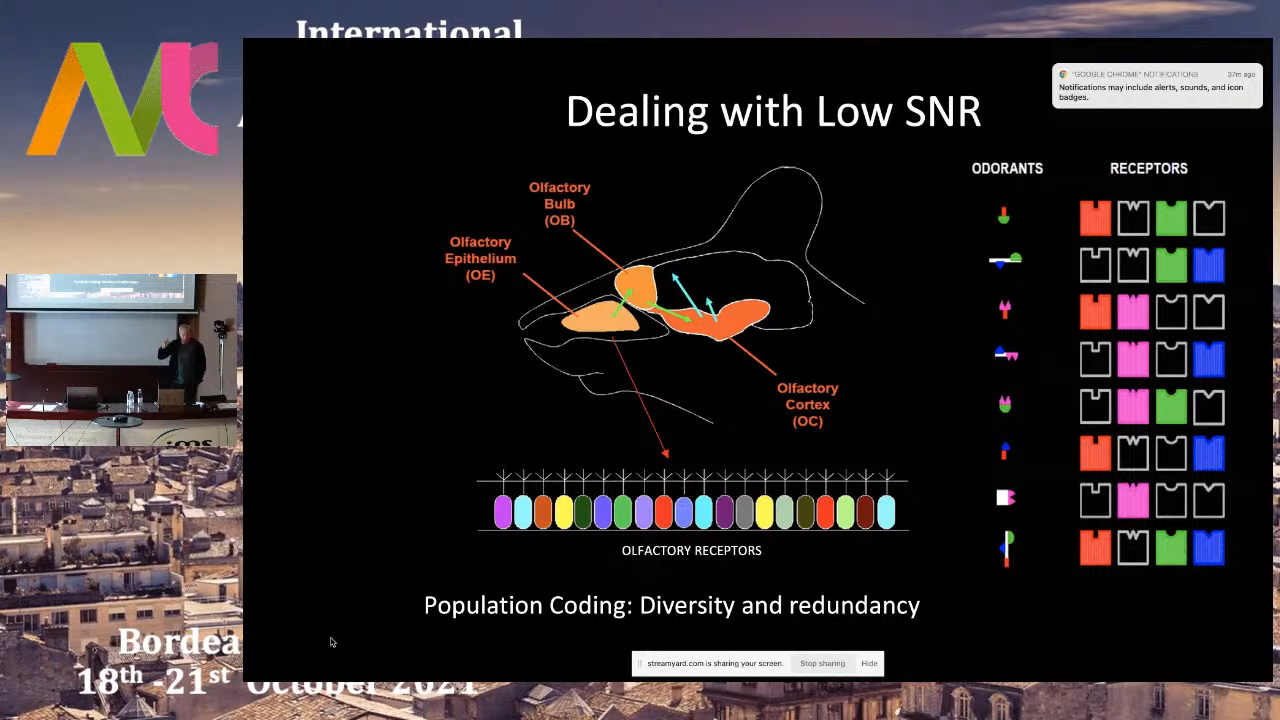 International
"GOOGLE CHROME" NOTIFICATIONS 37m ago
Notifications may include alerts, sounds, and icon
badges.
Dealing with Low SNR
ODORANTS RECEPTORS
Olfactory
Bulb
(OB)
Olfactory
Epithelium
(OE)
Olfactory
Cortex
(OC)
OLFACTORY RECEPTORS
Population Coding: Diversity and redundancy
Bordea
18th -21st October 2021
streamyard.com is sharing your screen. Stop sharing Hide
ims